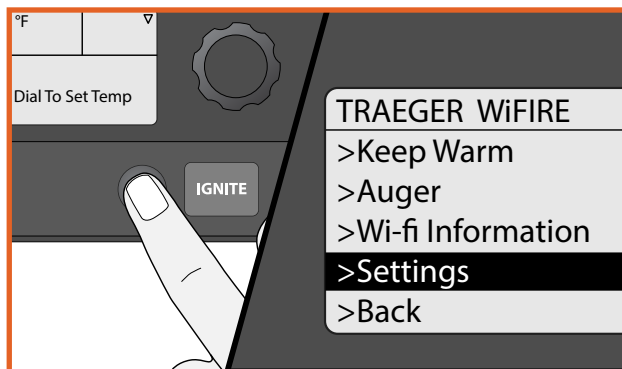 °F
Dial To Set Temp
IGNITE
TRAEGER WiFIRE
>Keep Warm
>Auger
>Wi-fi Information
>Settings
>Back